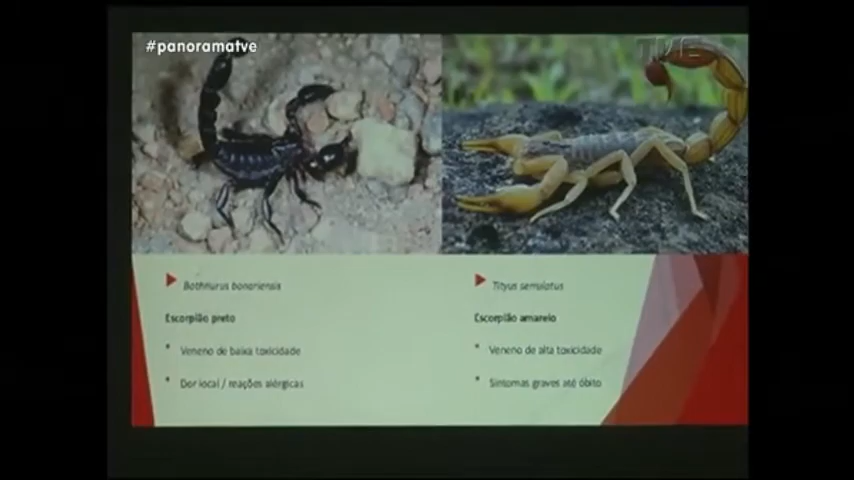 #panoramatve
TVE
Bothriurus bonariensis
Escorpião preto
Veneno de baixa toxicidade
Dor local / reações alérgicas
Tityus serrulatus
Escorpião amarelo
Veneno de alta toxicidade
Sintomas graves até óbito